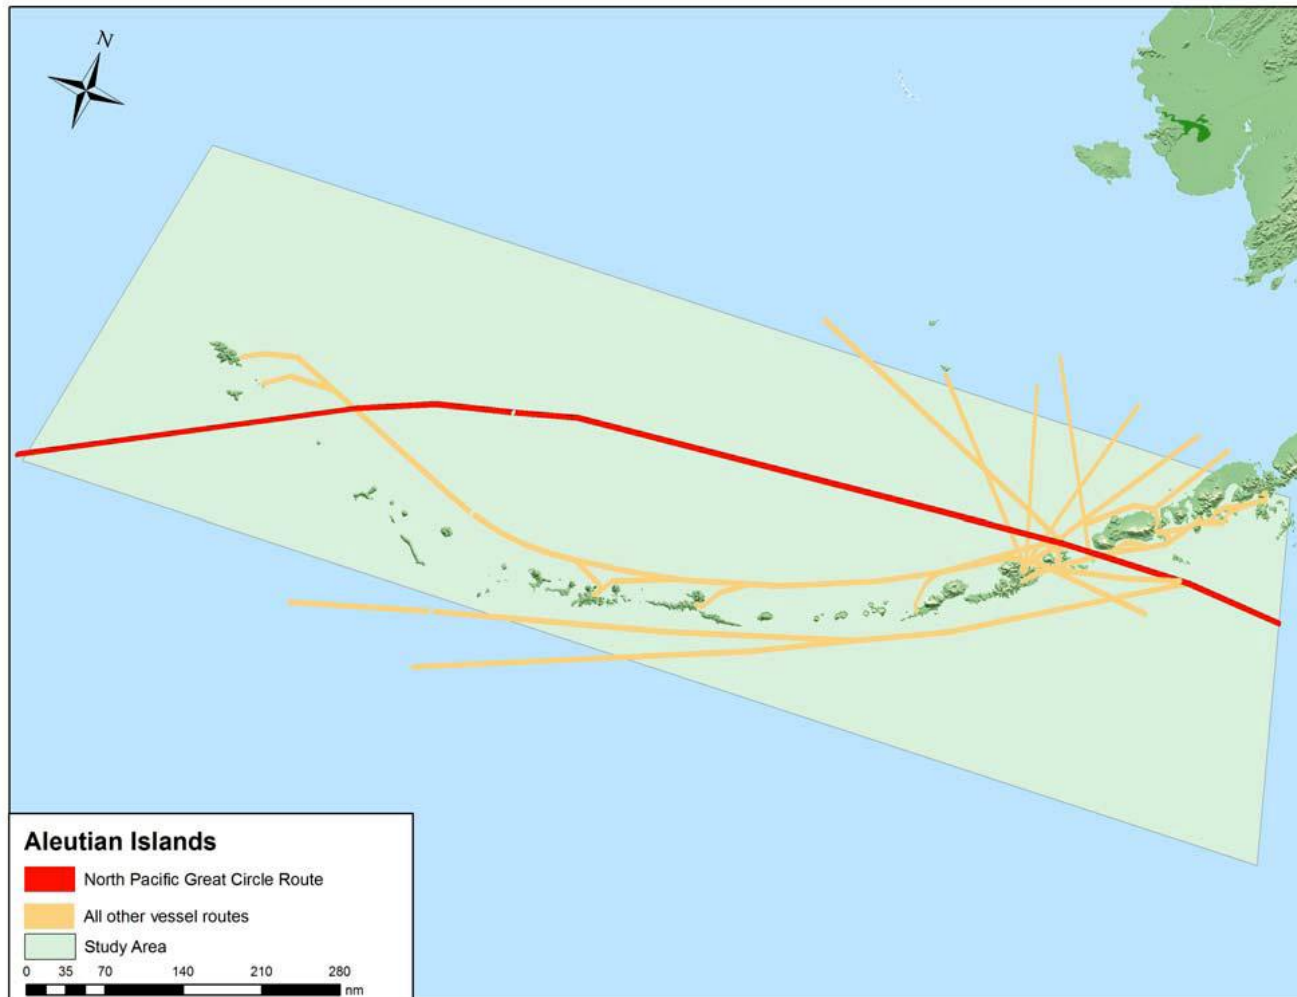 N
Aleutian Islands
North Pacific Great Circle Route
All other vessel routes
Study Area
0 35 70 140 210 280
nm